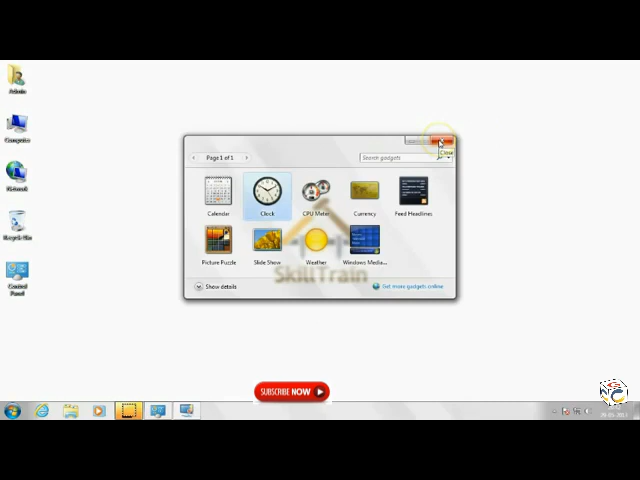 Admin
Computer
Network
Recycle Bin
Control
Panel
Page 1 of 1
Search gadgets
Close
Calendar
Clock
CPU Meter
Currency
Feed Headlines
Picture Puzzle
Slide Show
Weather
Windows Media...
SkillTrain
Show details
Get more gadgets online
SUBSCRIBE NOW